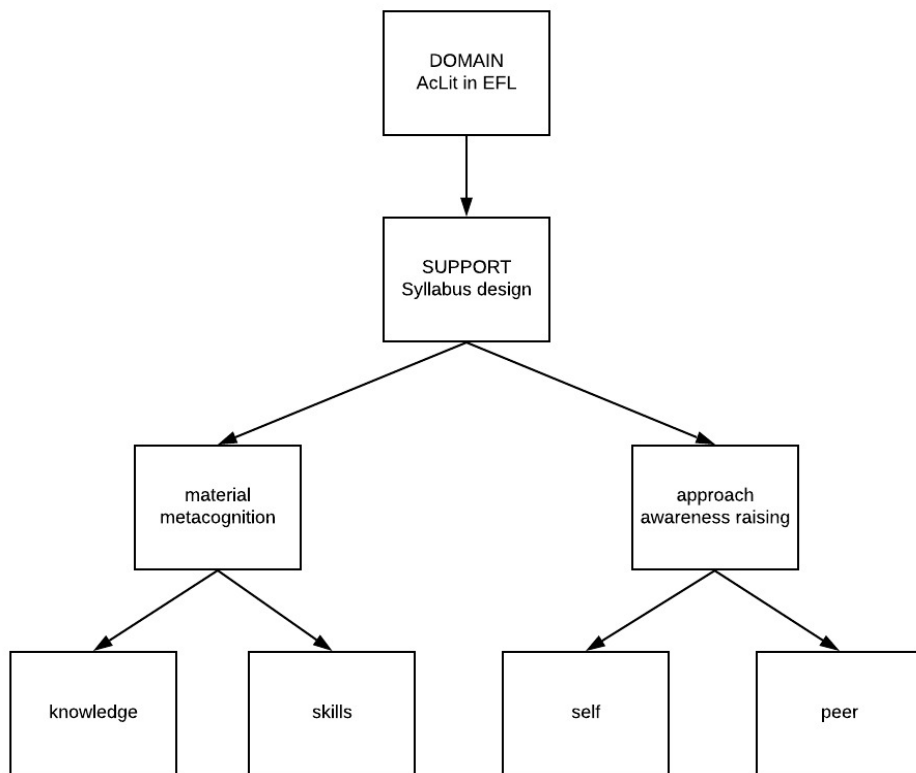 DOMAIN
AcLit in EFL
SUPPORT
Syllabus design
material
metacognition
approach
awareness raising
knowledge
skills
self
peer